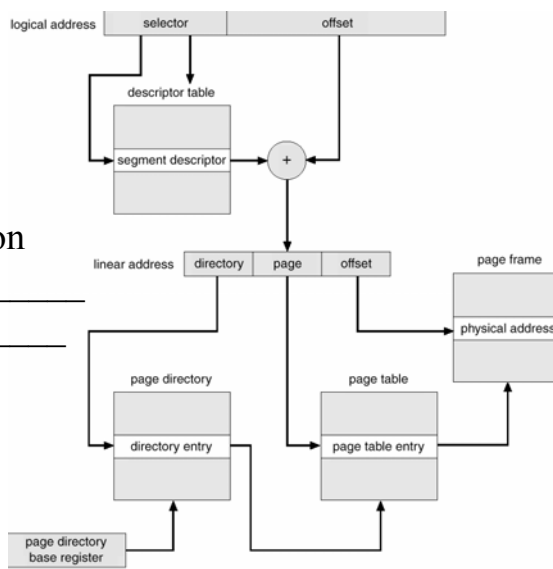 logical address selector offset
descriptor table
segment descriptor +
on
linear address directory page offset
page frame
physical address
page directory page table
directory entry page table entry
page directory
base register